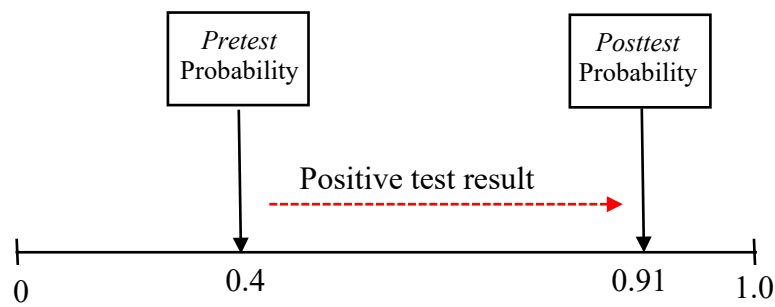 Pretest
Probability
Posttest
Probability
Positive test result
0
0.4
0.91
1.0